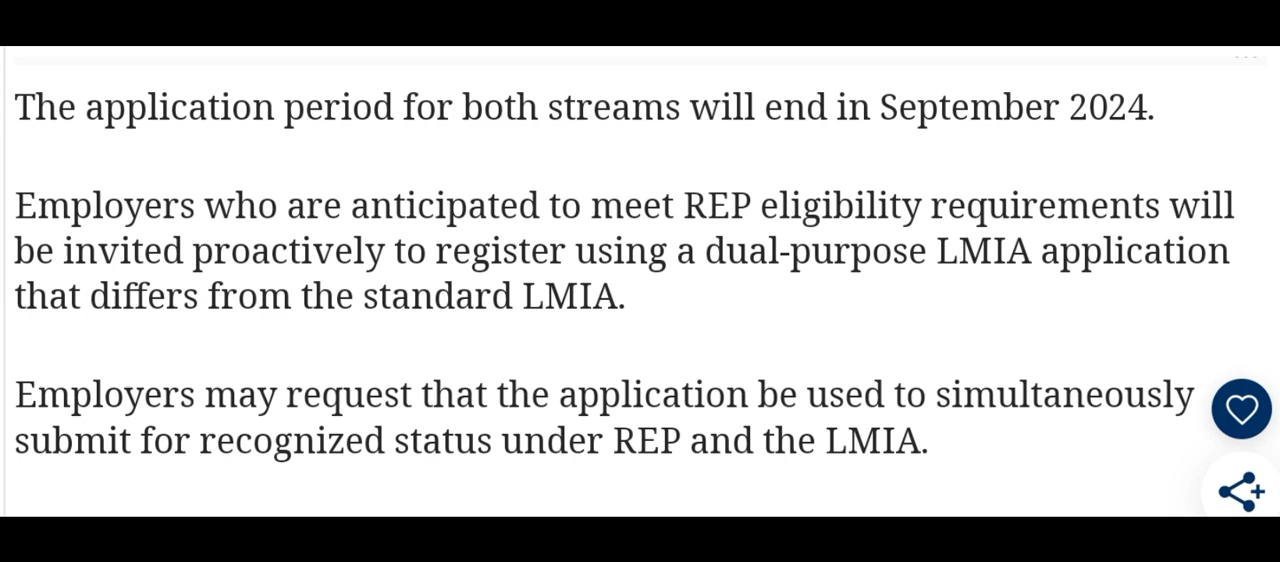 The application period for both streams will end in September 2024.
Employers who are anticipated to meet REP eligibility requirements will
be invited proactively to register using a dual-purpose LMIA application
that differs from the standard LMIA.
Employers may request that the application be used to simultaneously
submit for recognized status under REP and the LMIA.